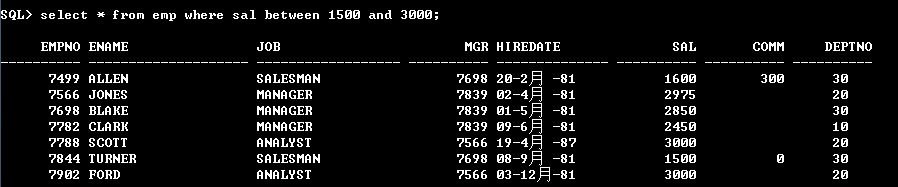 SQL> select * from emp where sal between 1500 and 3000;
EMPNO ENAME JOB MGR HIREDATE SAL COMM DEPTNO
---------- -------------------- ------------------ ---------- -------------- ---------- ---------- ----------
7499 ALLEN SALESMAN 7698 20-2月 -81 1600 300 30
7566 JONES MANAGER 7839 02-4月 -81 2975 20
7698 BLAKE MANAGER 7839 01-5月 -81 2850 30
7782 CLARK MANAGER 7839 09-6月 -81 2450 10
7788 SCOTT ANALYST 7566 19-4月 -87 3000 20
7844 TURNER SALESMAN 7698 08-9月 -81 1500 0 30
7902 FORD ANALYST 7566 03-12月-81 3000 20